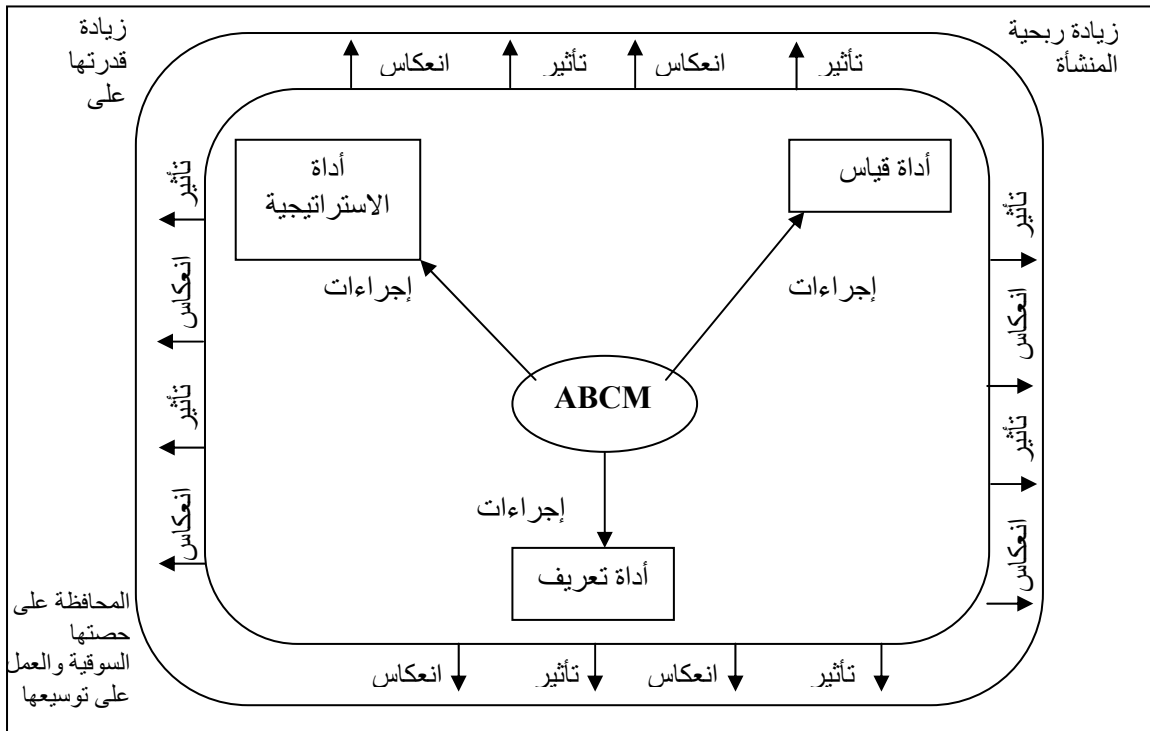 زيادة ربحية
المنشأة
زيادة
قدرتها
على
تأثير
انعكاس
تأثير
انعكاس
أداة قياس
أداة
الاستراتيجية
تأثير
انعكاس
تأثير
انعكاس
إجراءات
إجراءات
ABCM
إجراءات
أداة تعريف
تأثير
انعكاس
تأثير
انعكاس
المحافظة على
حصتها
السوقية والعمل
على توسيعها
تأثير
انعكاس
تأثير
انعكاس